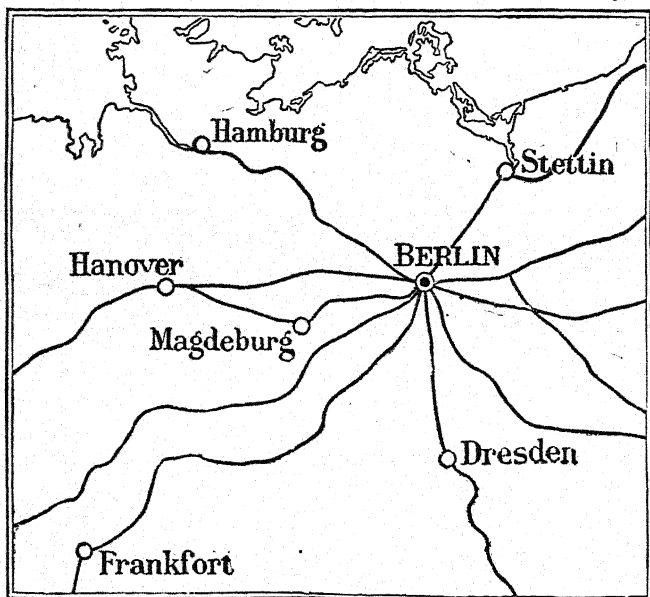 Hamburg
Stettin
BERLIN
Hanover
Magdeburg
Dresden
Frankfort